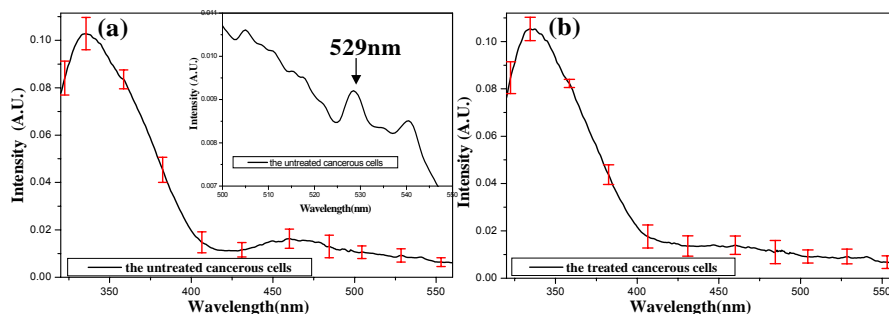 (a)
Intensity (A.U.)
0.10
0.08
0.06
0.04
0.02
0.00
350
400
450
500
550
Wavelength(nm)
the untreated cancerous cells
Intensity (A.U.)
0.011
0.009
0.008
0.007
500
510
520
530
540
Wavelength(nm)
529nm
the untreated cancerous cells
(b)
Intensity (A.U.)
0.10
0.08
0.06
0.04
0.02
0.00
350
400
450
500
550
Wavelength(nm)
the treated cancerous cells